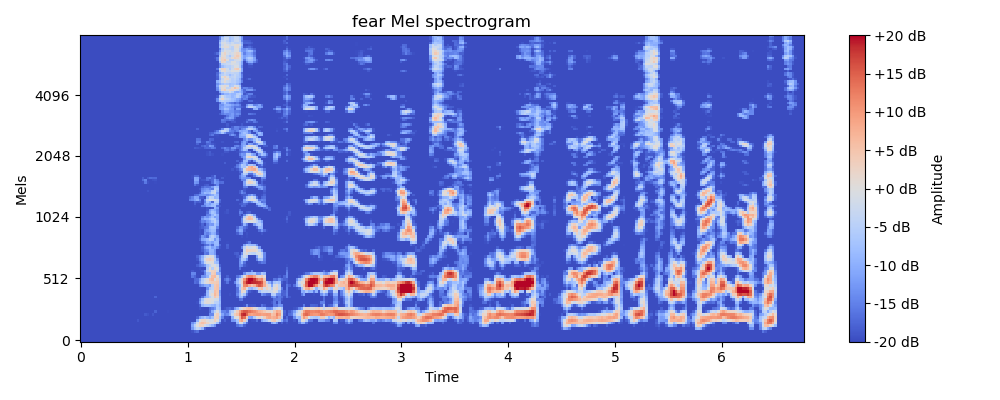 fear Mel spectrogram
Mels
4096
2048
1024
512
0
0 1 2 3 4 5 6
Time
+20 dB
+15 dB
+10 dB
+5 dB
+0 dB
-5 dB
-10 dB
-15 dB
-20 dB
Amplitude